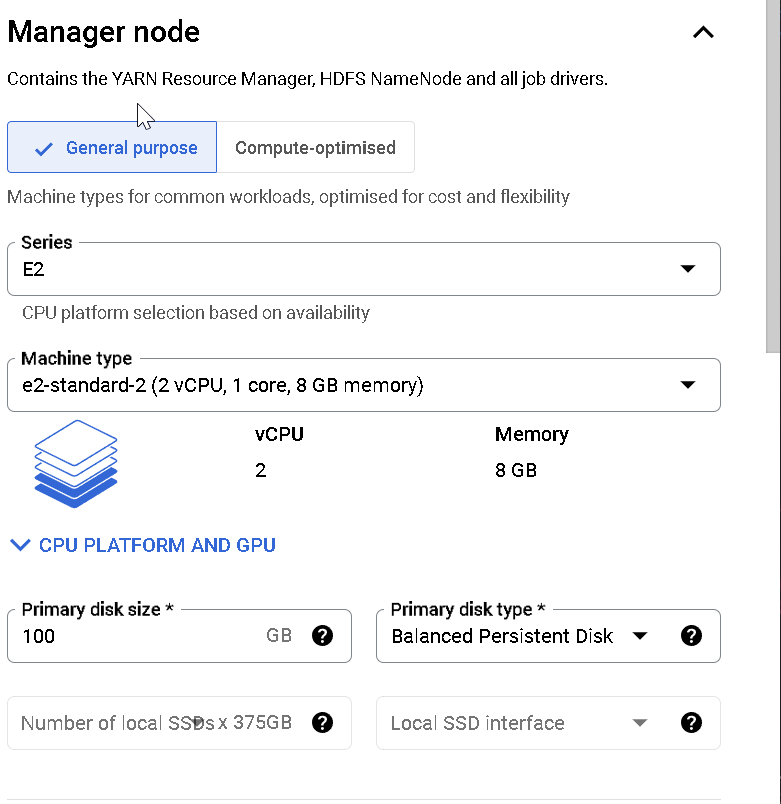 Manager node
Contains the YARN Resource Manager, HDFS NameNode and all job drivers.
General purpose Compute-optimised
Machine types for common workloads, optimised for cost and flexibility
Series
E2
CPU platform selection based on availability
Machine type
e2-standard-2 (2 vCPU, 1 core, 8 GB memory)
vCPU Memory
2 8 GB
CPU PLATFORM AND GPU
Primary disk size * Primary disk type *
100 GB ? Balanced Persistent Disk ?
Number of local SSDs x 375GB ? Local SSD interface ?